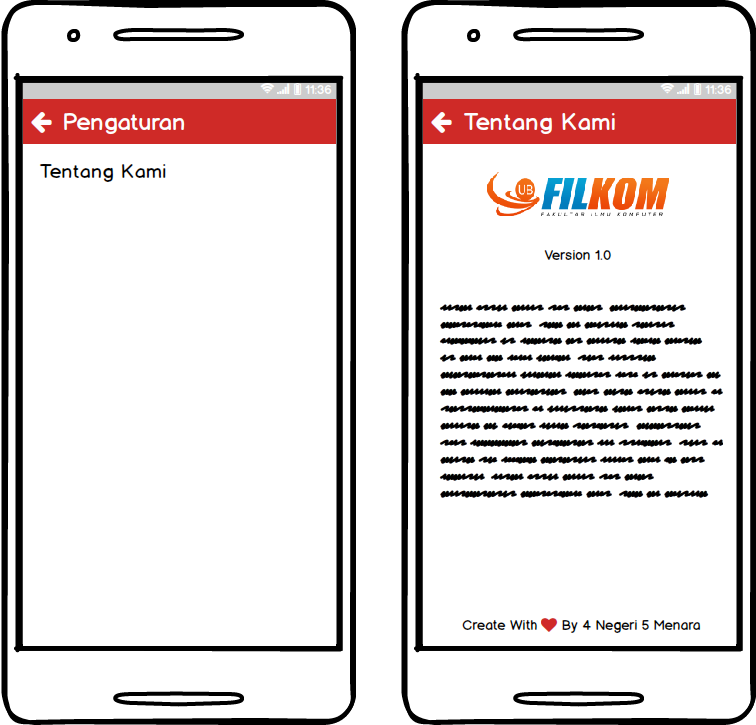 11:36
Pengaturan
Tentang Kami
11:36
Tentang Kami
UB FILKOM
FAKULTAS ILMU KOMPUTER
Version 1.0
Create With By 4 Negeri 5 Menara